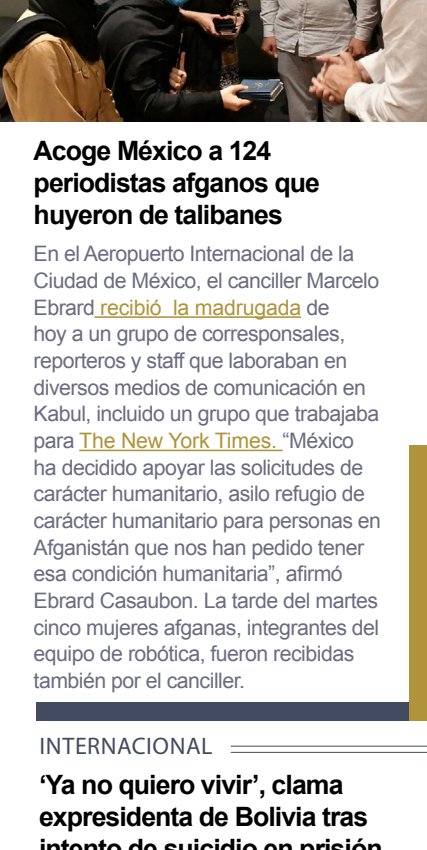 Acoge México a 124
periodistas afganos que
huyeron de talibanes
En el Aeropuerto Internacional de la
Ciudad de México, el canciller Marcelo
Ebrard recibió  la madrugada de
hoy a un grupo de corresponsales,
reporteros y staff que laboraban en
diversos medios de comunicación en
Kabul, incluido un grupo que trabajaba
para The New York Times. “México
ha decidido apoyar las solicitudes de
carácter humanitario, asilo refugio de
carácter humanitario para personas en
Afganistán que nos han pedido tener
esa condición humanitaria”, afirmó
Ebrard Casaubon. La tarde del martes
cinco mujeres afganas, integrantes del
equipo de robótica, fueron recibidas
también por el canciller.
INTERNACIONAL
‘Ya no quiero vivir’, clama
expresidenta de Bolivia tras
intento de suicidio en prisión